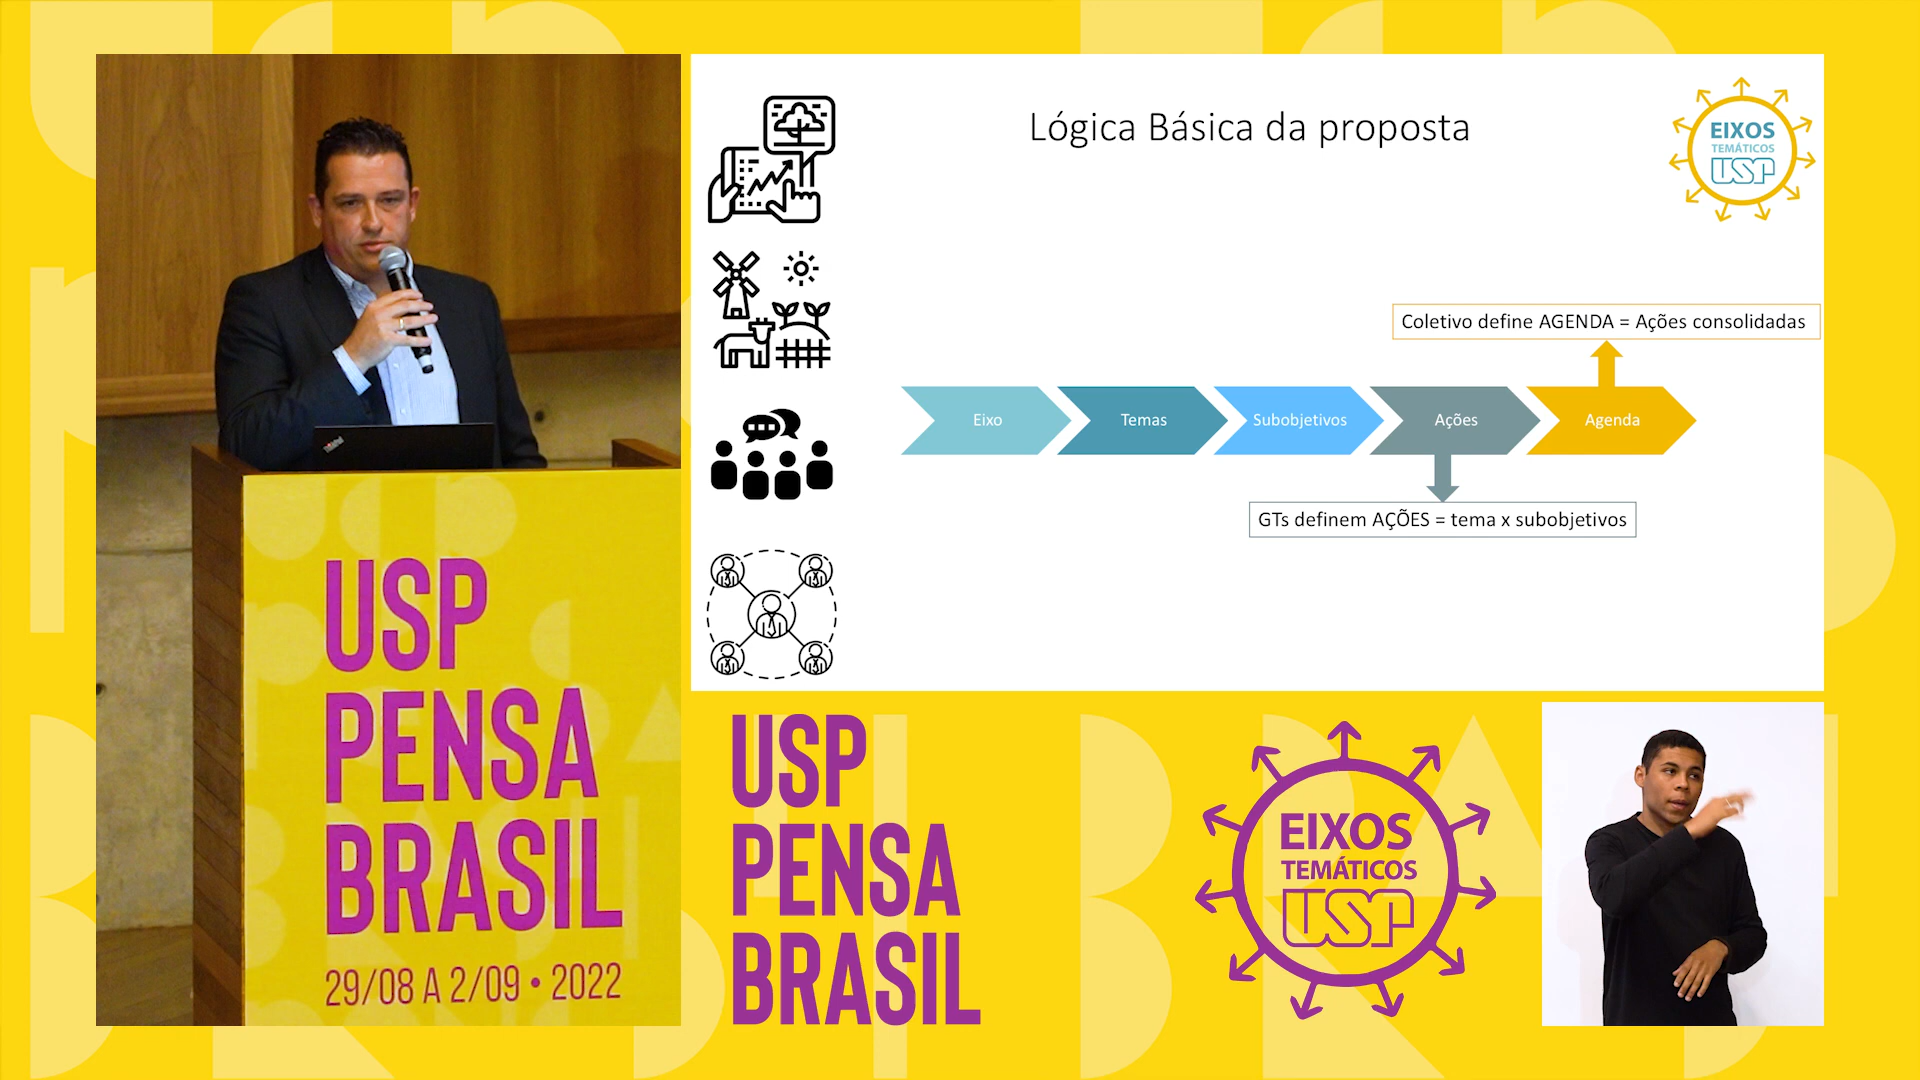 Lógica Básica da proposta
EIXOS
TEMÁTICOS
USP
Coletivo define AGENDA = Ações consolidadas
Eixo
Temas
Subobjetivos
Ações
Agenda
GTs definem AÇÕES = tema x subobjetivos
USP
PENSA
BRASIL
29/08 A 2/09 • 2022
USP
PENSA
BRASIL
EIXOS
TEMÁTICOS
USP